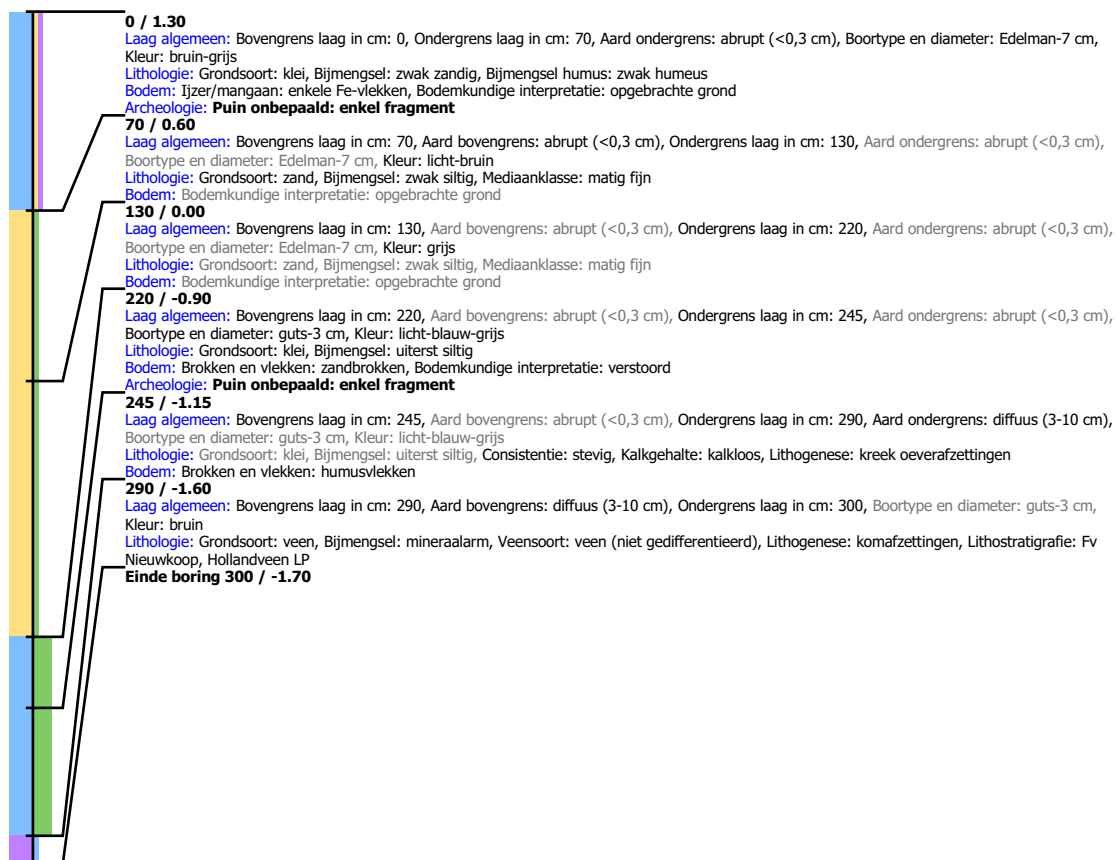 0 / 1.30
Laag algemeen: Bovengrens laag in cm: 0, Ondergrens laag in cm: 70, Aard ondergrens: abrupt (<0,3 cm), Boortype en diameter: Edelman-7 cm,
Kleur: bruin-grijs
Lithologie: Grondsoort: klei, Bijmengsel: zwak zandig, Bijmengsel humus: zwak humeus
Bodem: Ijzer/mangaan: enkele Fe-vlekken, Bodemkundige interpretatie: opgebrachte grond
Archeologie: Puin onbepaald: enkel fragment
70 / 0.60
Laag algemeen: Bovengrens laag in cm: 70, Aard bovengrens: abrupt (<0,3 cm), Ondergrens laag in cm: 130, Aard ondergrens: abrupt (<0,3 cm),
Boortype en diameter: Edelman-7 cm, Kleur: licht-bruin
Lithologie: Grondsoort: zand, Bijmengsel: zwak siltig, Mediaanklasse: matig fijn
Bodem: Bodemkundige interpretatie: opgebrachte grond
130 / 0.00
Laag algemeen: Bovengrens laag in cm: 130, Aard bovengrens: abrupt (<0,3 cm), Ondergrens laag in cm: 220, Aard ondergrens: abrupt (<0,3 cm),
Boortype en diameter: Edelman-7 cm, Kleur: grijs
Lithologie: Grondsoort: zand, Bijmengsel: zwak siltig, Mediaanklasse: matig fijn
Bodem: Bodemkundige interpretatie: opgebrachte grond
220 / -0.90
Laag algemeen: Bovengrens laag in cm: 220, Aard bovengrens: abrupt (<0,3 cm), Ondergrens laag in cm: 245, Aard ondergrens: abrupt (<0,3 cm),
Boortype en diameter: guts-3 cm, Kleur: licht-blauw-grijs
Lithologie: Grondsoort: klei, Bijmengsel: uiterst siltig
Bodem: Brokken en vlekken: zandbrokken, Bodemkundige interpretatie: verstoord
Archeologie: Puin onbepaald: enkel fragment
245 / -1.15
Laag algemeen: Bovengrens laag in cm: 245, Aard bovengrens: abrupt (<0,3 cm), Ondergrens laag in cm: 290, Aard ondergrens: diffuus (3-10 cm),
Boortype en diameter: guts-3 cm, Kleur: licht-blauw-grijs
Lithologie: Grondsoort: klei, Bijmengsel: uiterst siltig, Consistentie: stevig, Kalkgehalte: kalkloos, Lithogenese: kreek oeverafzettingen
Bodem: Brokken en vlekken: humusvlekken
290 / -1.60
Laag algemeen: Bovengrens laag in cm: 290, Aard bovengrens: diffuus (3-10 cm), Ondergrens laag in cm: 300, Boortype en diameter: guts-3 cm,
Kleur: bruin
Lithologie: Grondsoort: veen, Bijmengsel: mineraalarm, Veensoort: veen (niet gedifferentieerd), Lithogenese: komafzettingen, Lithostratigrafie: Fv
Nieuwkoop, Hollandveen LP
Einde boring 300 / -1.70